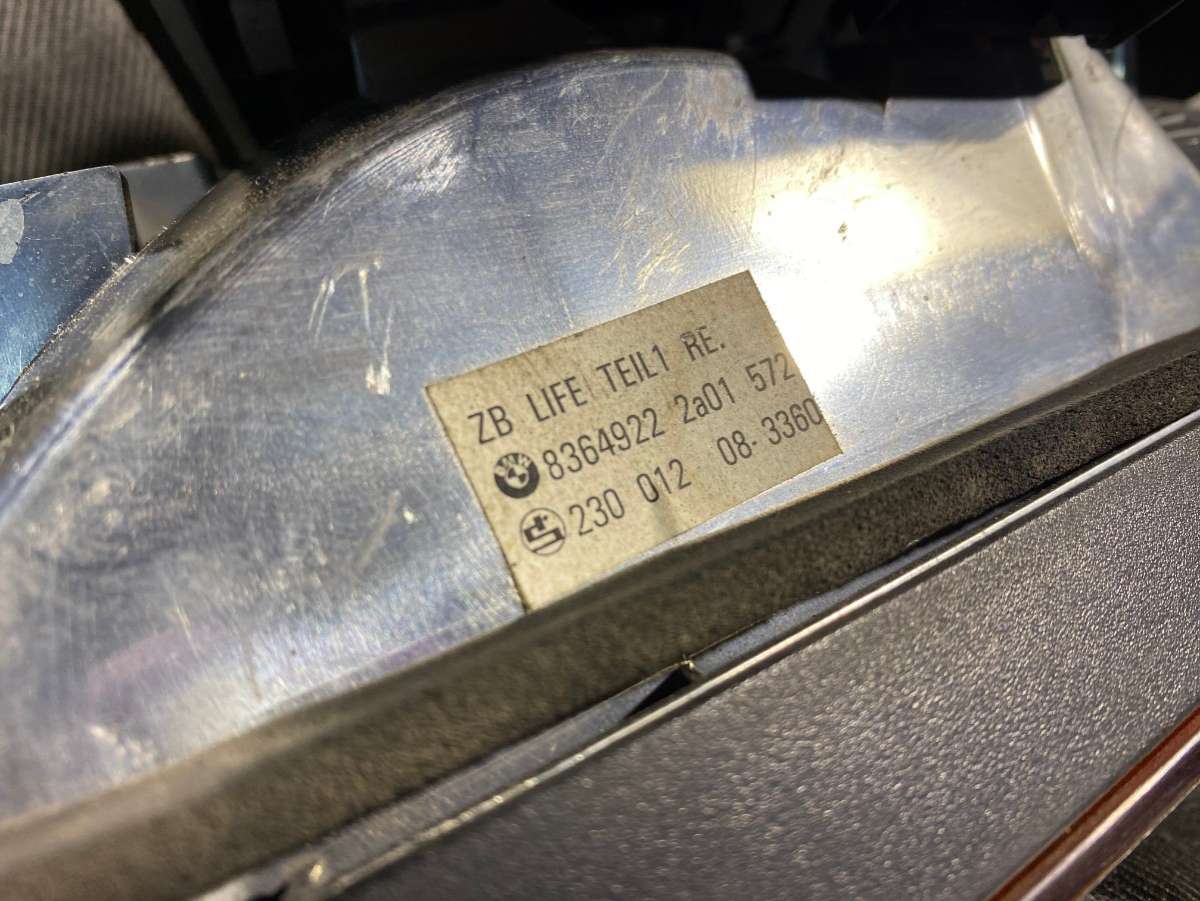 ZB LIFE TEIL1 RE.
8364922 2a01 572
230 012 08.3360